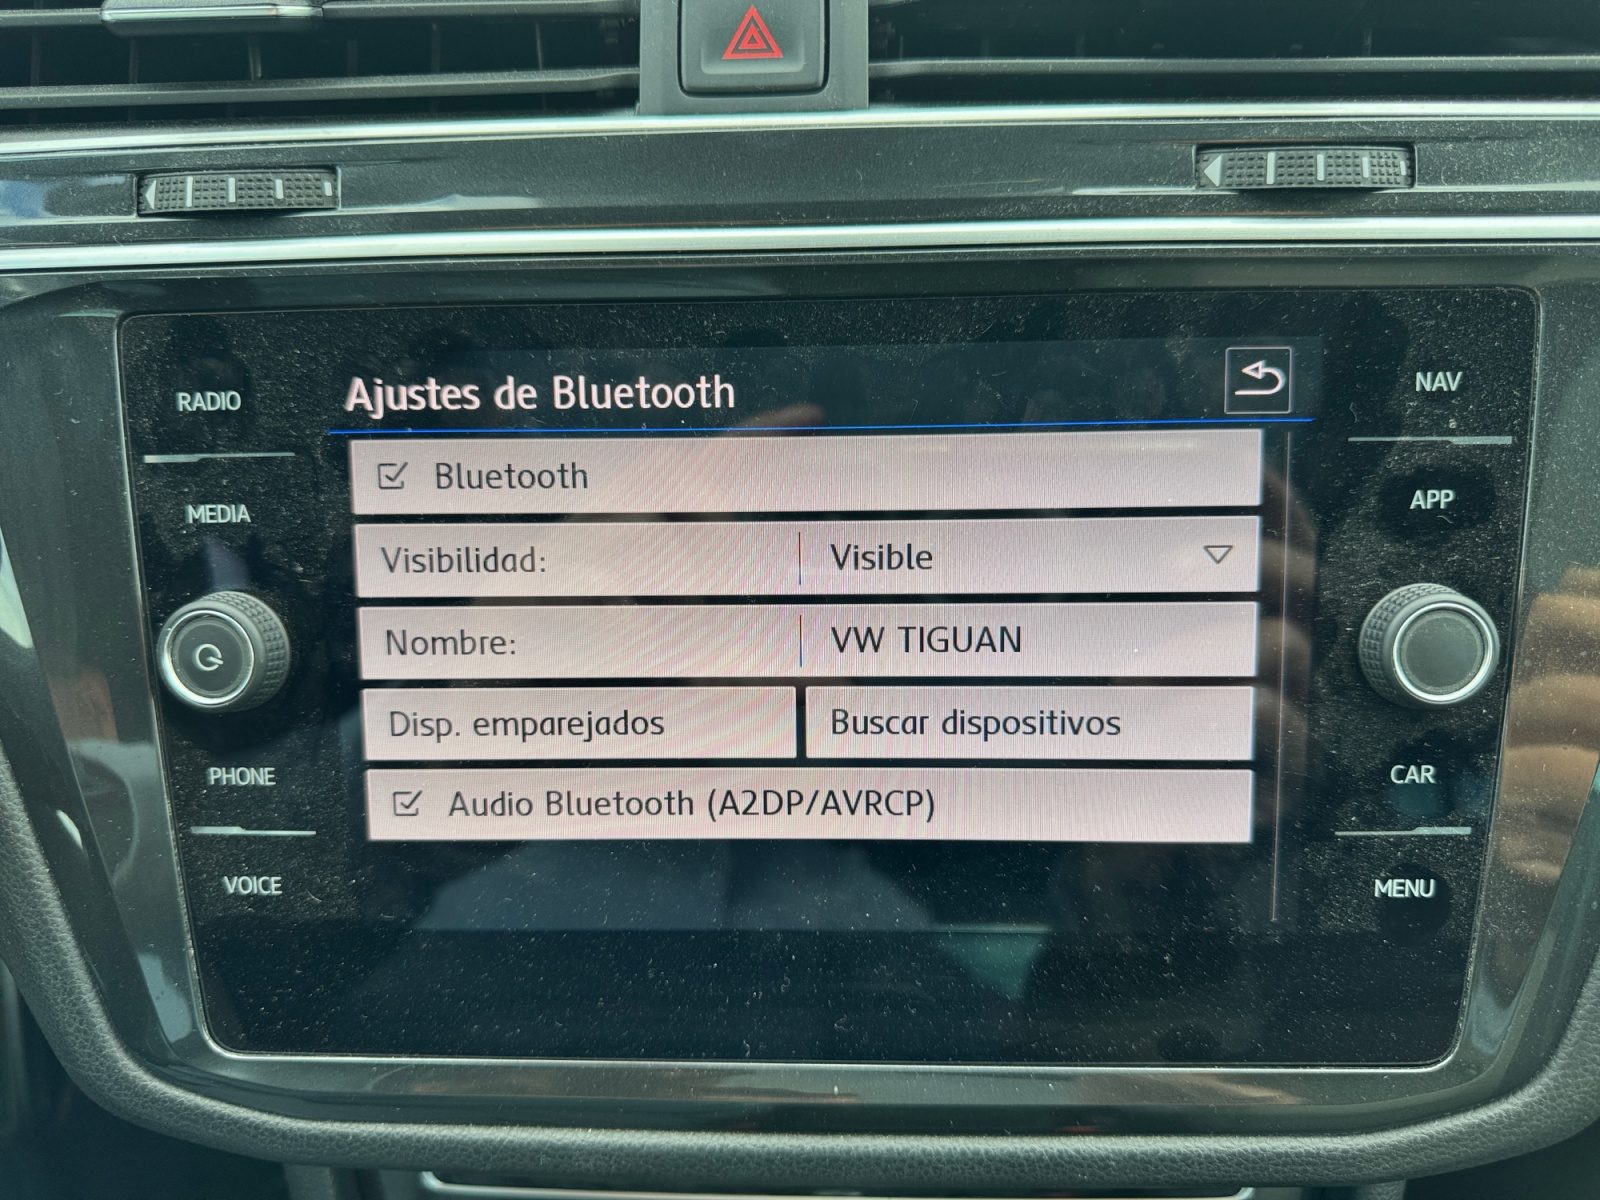 RADIO
MEDIA
PHONE
VOICE
Ajustes de Bluetooth
Bluetooth
Visibilidad: Visible
Nombre: VW TIGUAN
Disp. emparejados Buscar dispositivos
Audio Bluetooth (A2DP/AVRCP)
NAV
APP
CAR
MENU